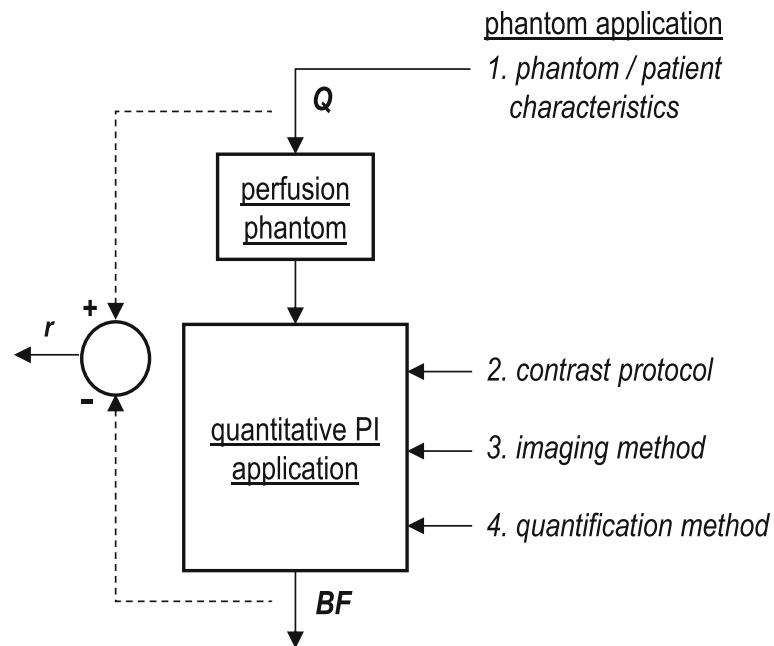 phantom application
1. phantom / patient
characteristics
Q
perfusion
phantom
+
r
-
quantitative PI
application
2. contrast protocol
3. imaging method
4. quantification method
BF